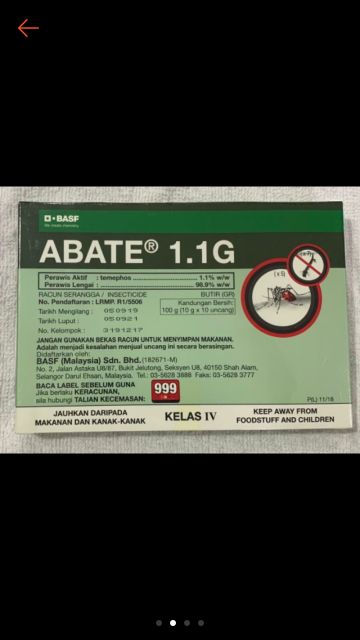 BASF
We create chemistry
ABATE® 1.1G
Perawis Aktif : temephos 1.1% w/w
Perawis Lengai : 98.9% w/w
RACUN SERANGGA / INSECTICIDE BUTIR (GR)
No. Pendaftaran : LRMP. R1/5506
Kandungan Bersih:
100 g (10 g x 10 uncang)
Tarikh Mengilang : 050919
Tarikh Luput : 050921
No. Kelompok : 3191217
(x 5)
JANGAN GUNAKAN BEKAS RACUN UNTUK MENYIMPAN MAKANAN.
Adalah menjadi kesalahan menjual uncang ini secara berasingan.
Didaftarkan oleh:
BASF (Malaysia) Sdn. Bhd. (182671-M)
No. 2, Jalan Astaka U8/87, Bukit Jelutong, Seksyen U8, 40150 Shah Alam,
Selangor Darul Ehsan, Malaysia. Tel.: 03-5628 3888 Faks: 03-5628 3777
BACA LABEL SEBELUM GUNA
Jika berlaku KERACUNAN,
sila hubungi TALIAN KECEMASAN:
999
P(L) 11/18
JAUHKAN DARIPADA
MAKANAN DAN KANAK-KANAK
KELAS IV
KEEP AWAY FROM
FOODSTUFF AND CHILDREN